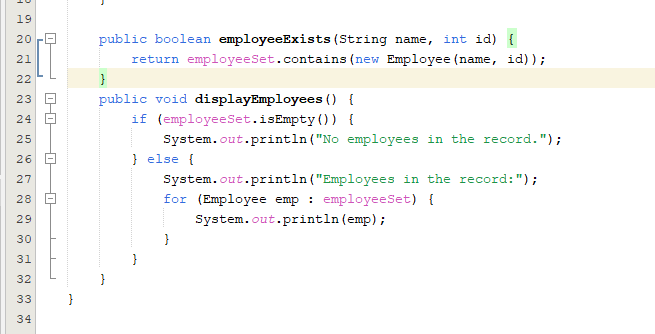 18 }
19
20 public boolean employeeExists(String name, int id) {
21 return employeeSet.contains(new Employee(name, id));
22 }
23 public void displayEmployees() {
24 if (employeeSet.isEmpty()) {
25 System.out.println("No employees in the record.");
26 } else {
27 System.out.println("Employees in the record:");
28 for (Employee emp : employeeSet) {
29 System.out.println(emp);
30 }
31 }
32 }
33 }
34